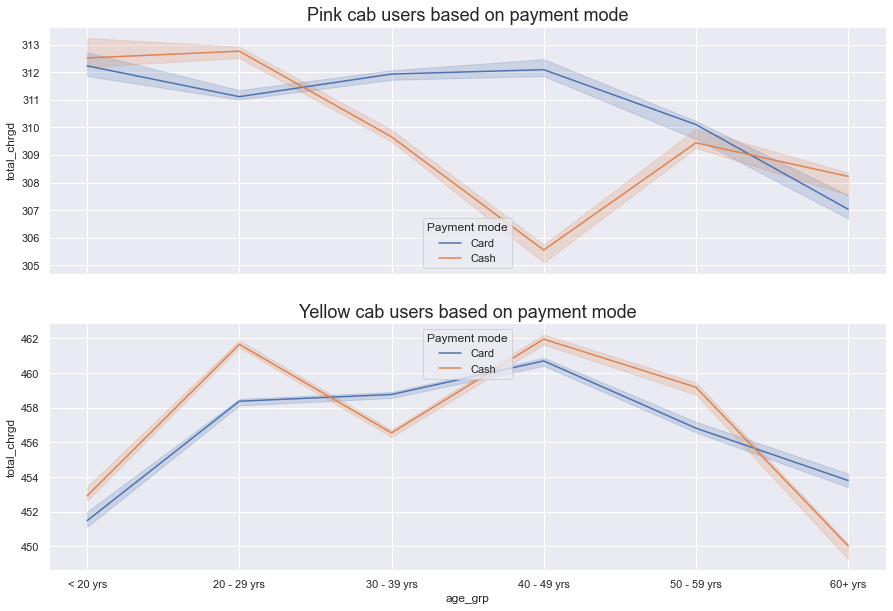 Pink cab users based on payment mode
313
312
311
310
309
308
307
306
305
total_chrgd
Payment mode
Card
Cash
Yellow cab users based on payment mode
462
460
458
456
454
452
450
total_chrgd
Payment mode
Card
Cash
< 20 yrs 20 - 29 yrs 30 - 39 yrs 40 - 49 yrs 50 - 59 yrs 60+ yrs
age_grp